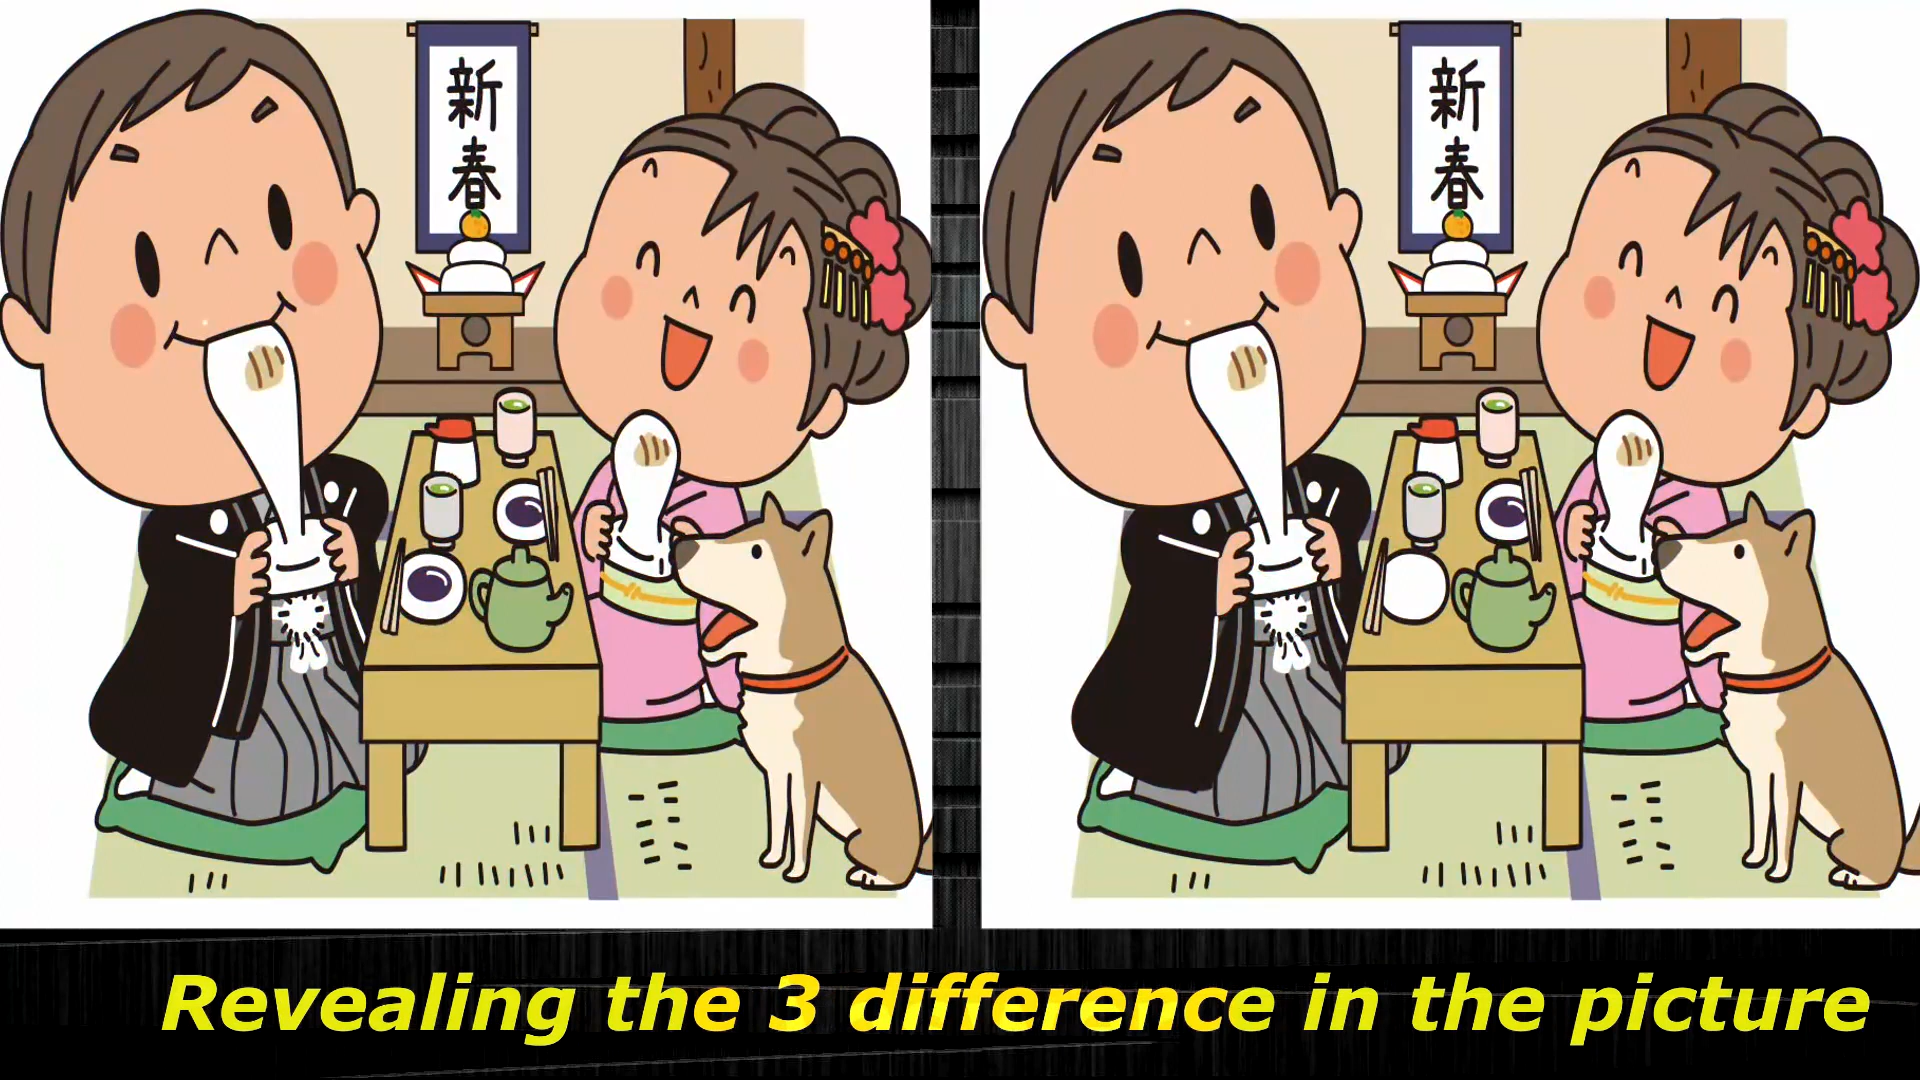 新春
新春
Revealing the 3 difference in the picture